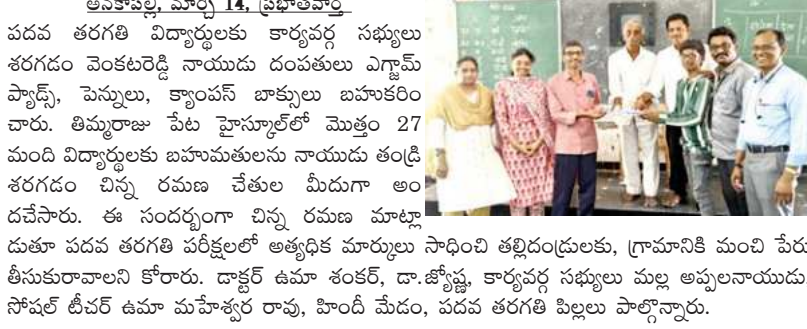 అనకాపల్లి, మార్చి 14, ప్రభాతవార్త
పదవ తరగతి విద్యార్థులకు కార్యవర్గ సభ్యులు
శరగడం వెంకటరెడ్డి నాయుడు దంపతులు ఎగ్జామ్
ప్యాడ్స్, పెన్నులు, క్యాంపస్ బాక్సులు బహుకరిం
చారు. తిమ్మరాజు పేట హైస్కూల్‌లో మొత్తం 27
మంది విద్యార్థులకు బహుమతులను నాయుడు తండ్రి
శరగడం చిన్న రమణ చేతుల మీదుగా అం
దచేసారు. ఈ సందర్భంగా చిన్న రమణ మాట్లా
డుతూ పదవ తరగతి పరీక్షలలో అత్యధిక మార్కులు సాధించి తల్లిదండ్రులకు, గ్రామానికి మంచి పేరు
తీసుకురావాలని కోరారు. డాక్టర్ ఉమా శంకర్, డా.జ్యోష్ణ, కార్యవర్గ సభ్యులు మల్ల అప్పలనాయుడు
సోషల్ టీచర్ ఉమా మహేశ్వర రావు, హిందీ మేడం, పదవ తరగతి పిల్లలు పాల్గొన్నారు.